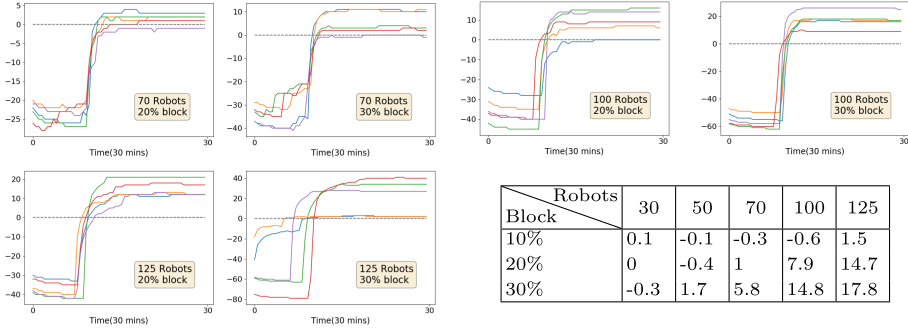 5
0
−5
−10
−15
−20
−25
70 Robots
20% block
0
30
Time(30 mins)
10
0
−10
−20
−30
−40
70 Robots
30% block
0
30
Time(30 mins)
20
10
0
−10
−20
−30
−40
100 Robots
20% block
0
30
Time(30 mins)
20
0
−20
−40
−60
100 Robots
30% block
0
30
Time(30 mins)
20
10
0
−10
−20
−30
−40
125 Robots
20% block
0
30
Time(30 mins)
40
20
0
−20
−40
−60
−80
125 Robots
30% block
0
30
Time(30 mins)
Robots
Block
30 50 70 100 125
10% 0.1 -0.1 -0.3 -0.6 1.5
20% 0 -0.4 1 7.9 14.7
30% -0.3 1.7 5.8 14.8 17.8